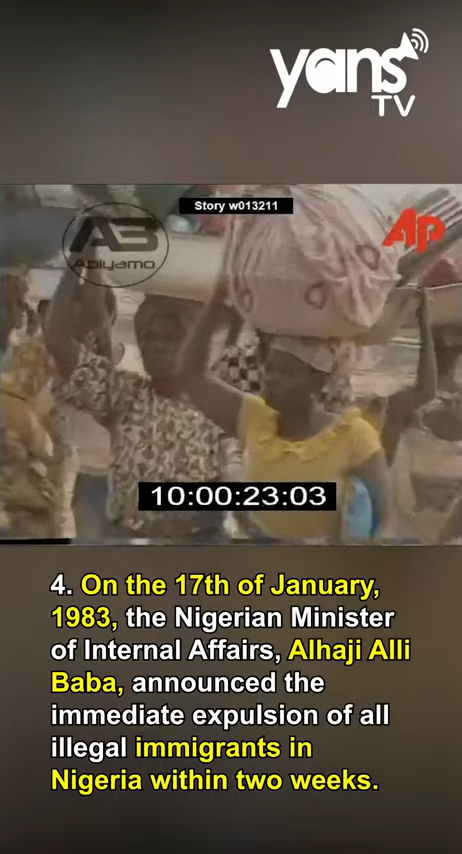 yans
TV
Story w013211
AB
Abiyamo
AP
10:00:23:03
4. On the 17th of January,
1983, the Nigerian Minister
of Internal Affairs, Alhaji Alli
Baba, announced the
immediate expulsion of all
illegal immigrants in
Nigeria within two weeks.